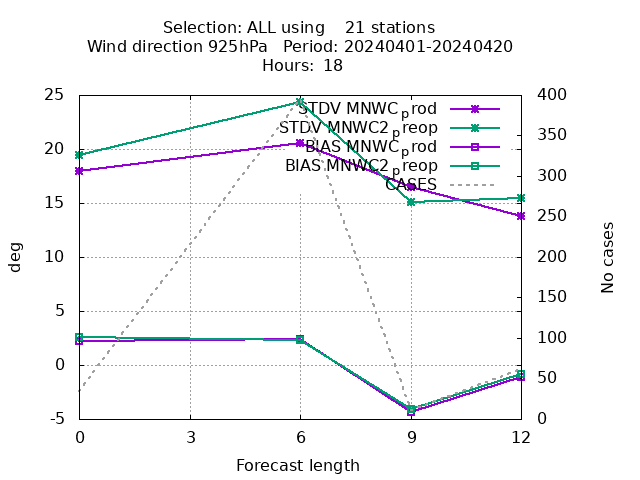 Selection: ALL using    21 stations
Wind direction 925hPa   Period: 20240401-20240420
Hours: 18
STDV MNWC_prod
STDV MNWC2_preop
BIAS MNWC_prod
BIAS MNWC2_preop
CASES
25
20
15
10
5
0
-5
deg
400
350
300
250
200
150
100
50
0
No cases
0 3 6 9 12
Forecast length